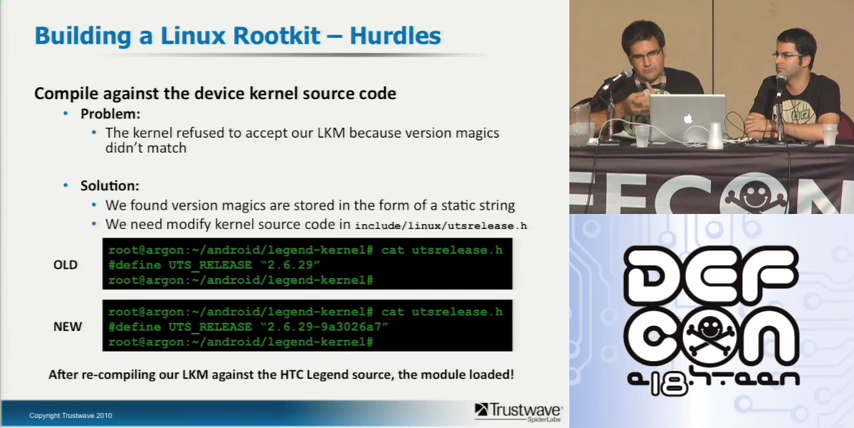 Building a Linux Rootkit – Hurdles
Compile against the device kernel source code
• Problem:
• The kernel refused to accept our LKM because version magics
didn't match
• Solution:
• We found version magics are stored in the form of a static string
• We need modify kernel source code in include/linux/utsrelease.h
OLD
root@argon:~/android/legend-kernel# cat utsrelease.h
#define UTS_RELEASE "2.6.29"
root@argon:~/android/legend-kernel#
NEW
root@argon:~/android/legend-kernel# cat utsrelease.h
#define UTS_RELEASE "2.6.29-9a3026a7"
root@argon:~/android/legend-kernel#
After re-compiling our LKM against the HTC Legend source, the module loaded!
Copyright Trustwave 2010
Trustwave®
SpiderLabs®
EFCON
DEF
CON
e18.hteen